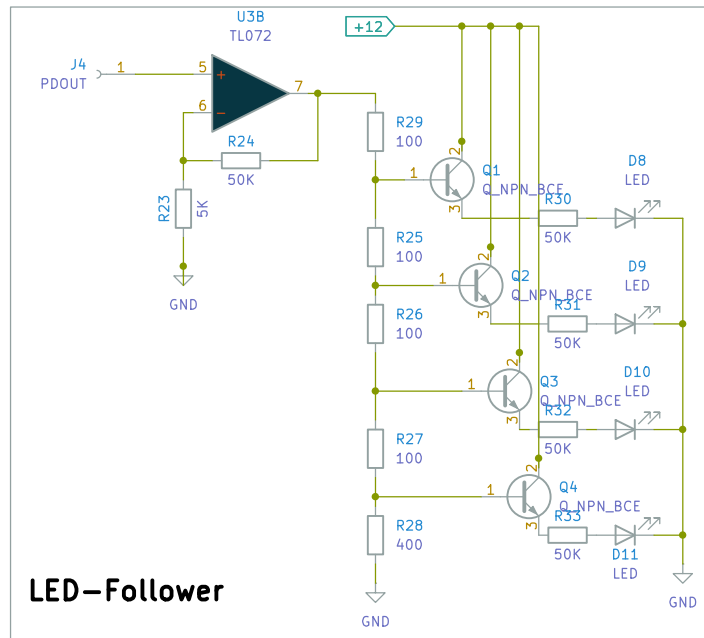 U3B
TL072
+12
J4
PDOUT
1
5
+
7
6
−
R24
50K
R23
5K
GND
R29
100
1
2
Q1
Q_NPN_BCE
3
R30
50K
D8
LED
R25
100
1
2
Q2
Q_NPN_BCE
3
R31
50K
D9
LED
R26
100
1
2
Q3
Q_NPN_BCE
3
R32
50K
D10
LED
R27
100
1
2
Q4
Q_NPN_BCE
3
R33
50K
D11
LED
R28
400
GND
GND
LED-Follower